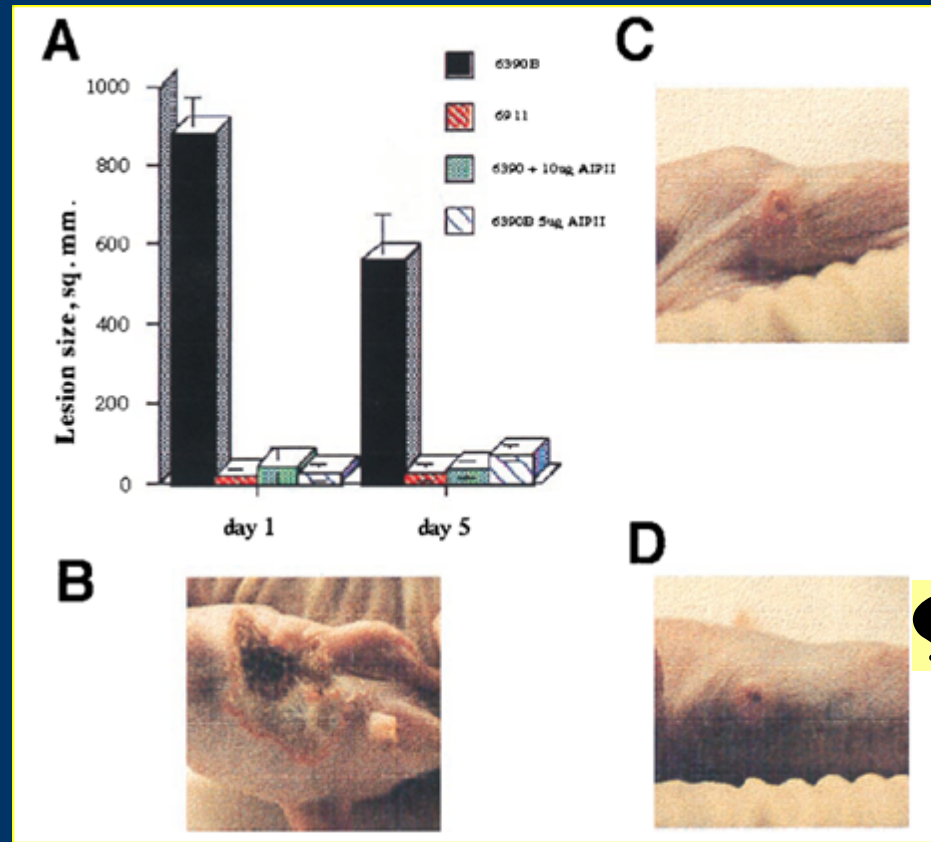 A
Lesion size, sq. mm.
1000
800
600
400
200
0
day 1
day 5
6390B
6911
6390 + 10ug AIPII
6390B 5ug AIPII
B
C
D